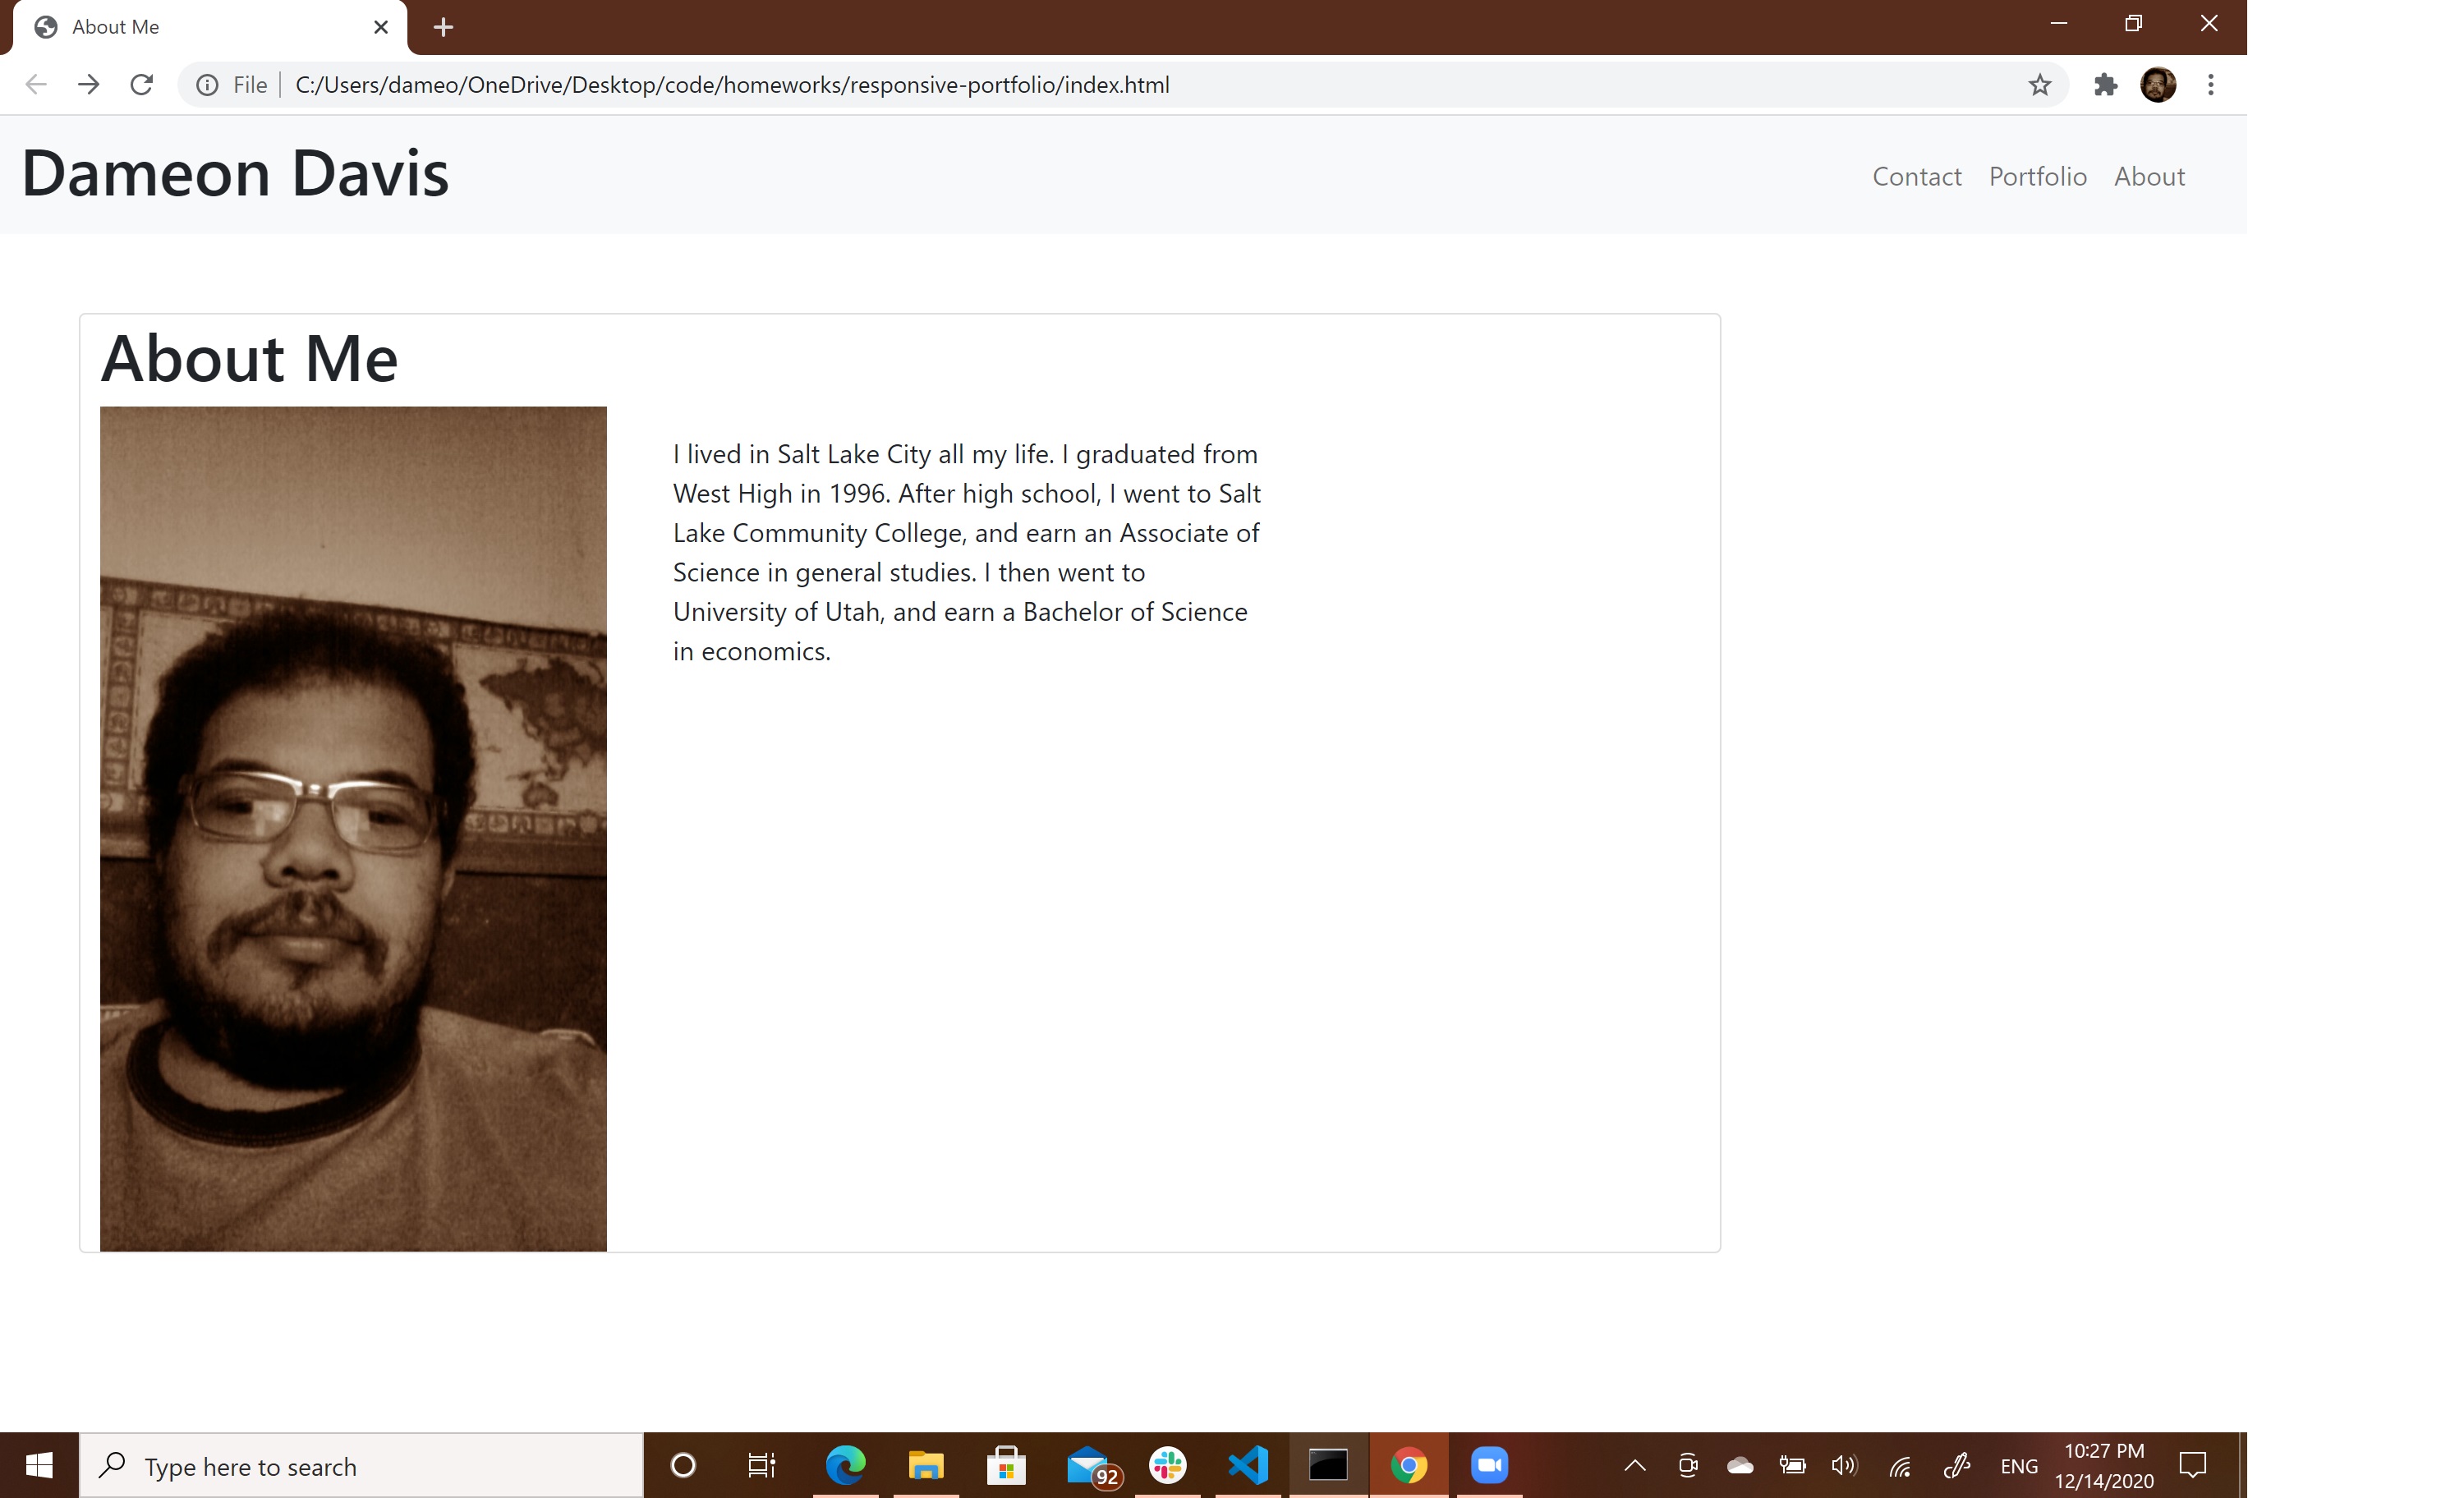 About Me
File
C:/Users/dameo/OneDrive/Desktop/code/homeworks/responsive-portfolio/index.html
Dameon Davis
Contact Portfolio About
About Me
I lived in Salt Lake City all my life. I graduated from
West High in 1996. After high school, I went to Salt
Lake Community College, and earn an Associate of
Science in general studies. I then went to
University of Utah, and earn a Bachelor of Science
in economics.
Type here to search
92
ENG
10:27 PM
12/14/2020